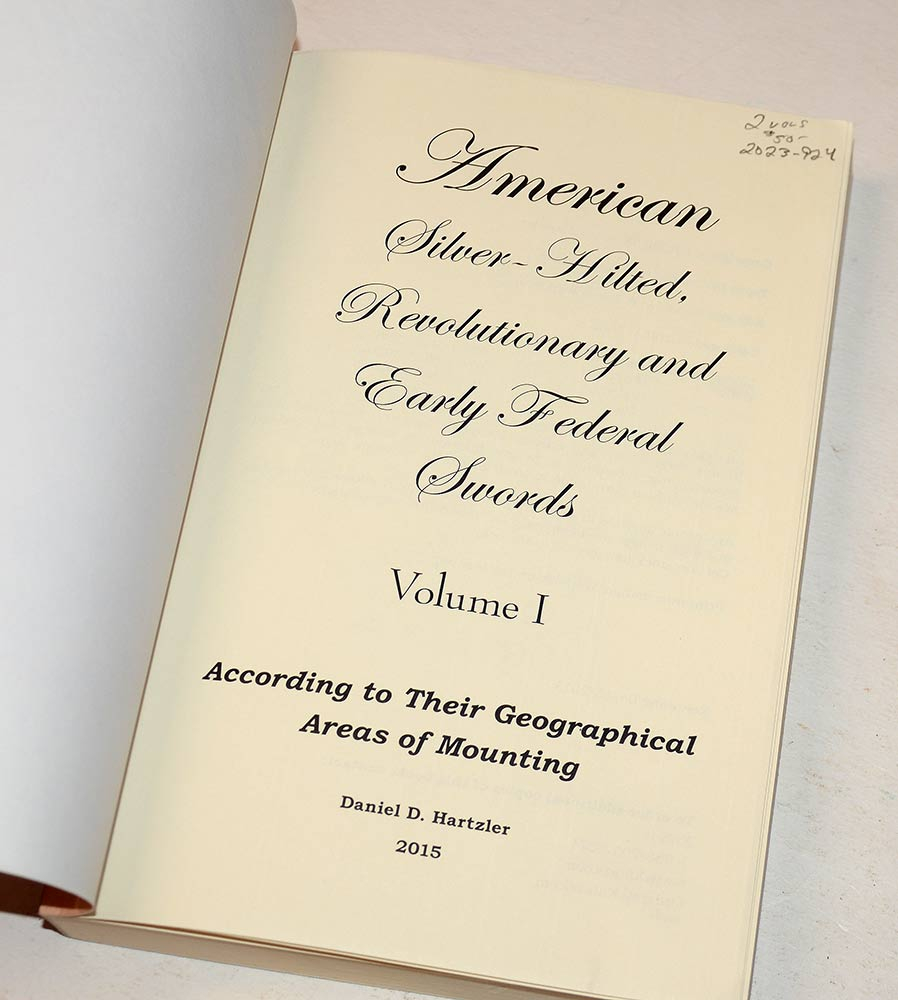 2 vols
$50-
2023-924
American
Silver-Hilted,
Revolutionary and
Early Federal
Swords
Volume I
According to Their Geographical
Areas of Mounting
Daniel D. Hartzler
2015